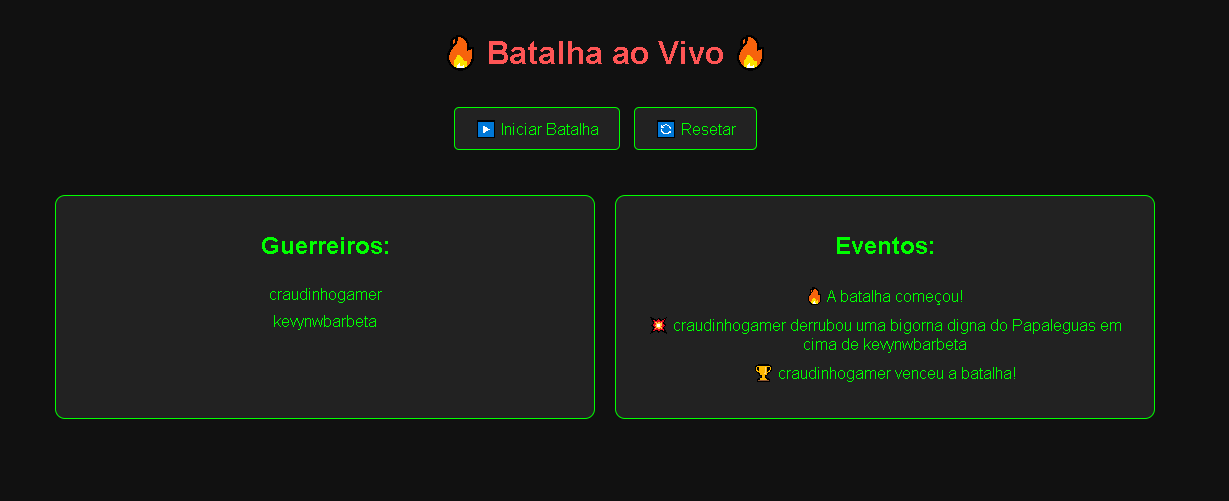 🔥 Batalha ao Vivo 🔥
▶️ Iniciar Batalha
🔄 Resetar
Guerreiros:
craudinhogamer
kevynwbarbeta
Eventos:
🔥 A batalha começou!
💥 craudinhogamer derrubou uma bigorna digna do Papaleguas em
cima de kevynwbarbeta
🏆 craudinhogamer venceu a batalha!